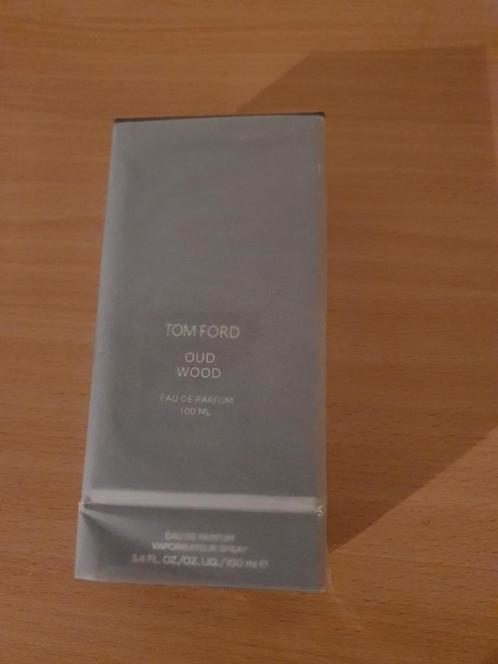 TOM FORD
OUD
WOOD
EAU DE PARFUM
100 ML
EAU DE PARFUM
VAPORISATEUR SPRAY
3.4 FL. OZ./OZ. LIQ./100 ml ℮